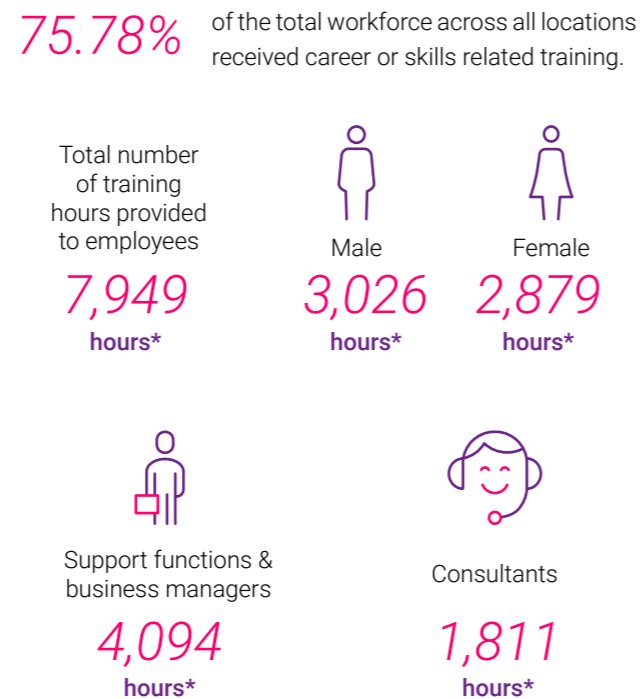 75.78%
of the total workforce across all locations
received career or skills related training.
Total number
of training
hours provided
to employees
7,949
hours*
Male
3,026
hours*
Female
2,879
hours*
Support functions &
business managers
4,094
hours*
Consultants
1,811
hours*